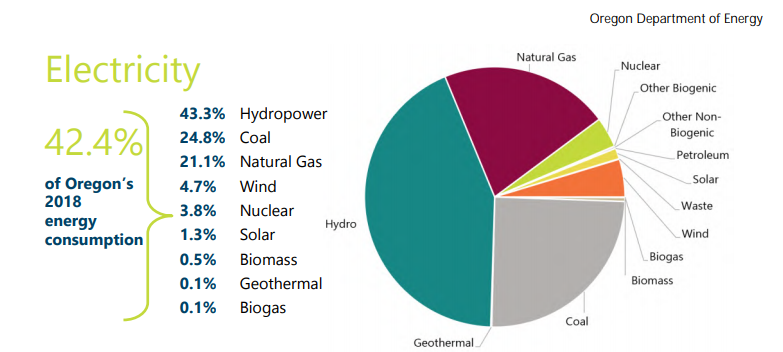 Oregon Department of Energy
Electricity
42.4%
of Oregon's
2018
energy
consumption
43.3% Hydropower
24.8% Coal
21.1% Natural Gas
4.7% Wind
3.8% Nuclear
1.3% Solar
0.5% Biomass
0.1% Geothermal
0.1% Biogas
Natural Gas
Nuclear
Other Biogenic
Other Non-
Biogenic
Petroleum
Solar
Waste
Wind
Biogas
Biomass
Coal
Geothermal
Hydro